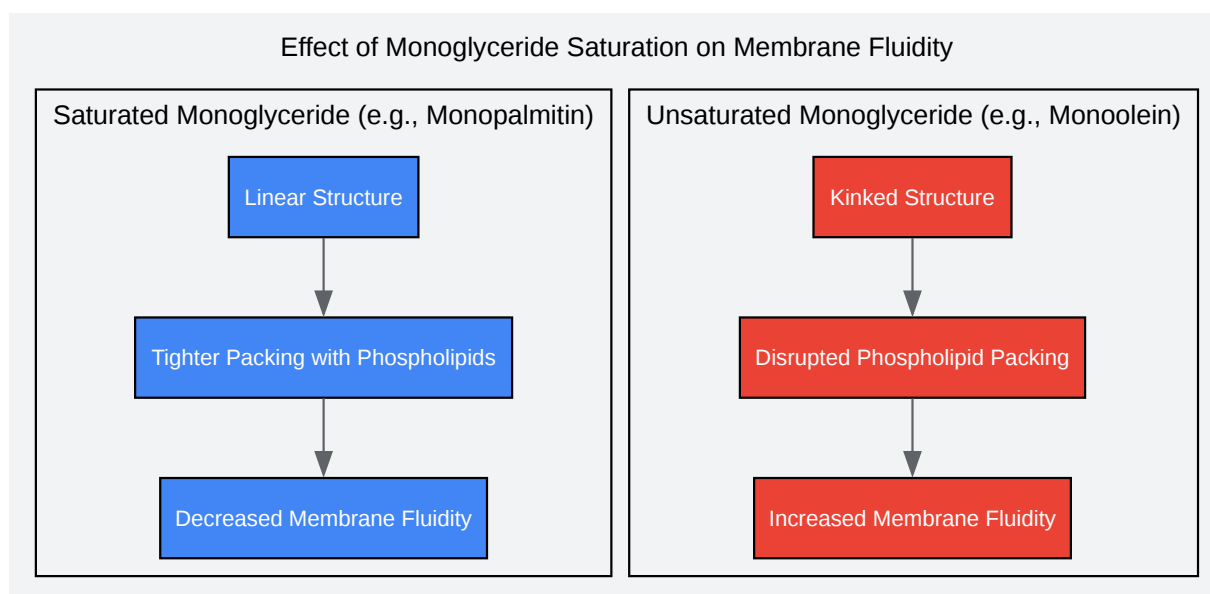 Effect of Monoglyceride Saturation on Membrane Fluidity
Saturated Monoglyceride (e.g., Monopalmitin)
Linear Structure
Tighter Packing with Phospholipids
Decreased Membrane Fluidity
Unsaturated Monoglyceride (e.g., Monoolein)
Kinked Structure
Disrupted Phospholipid Packing
Increased Membrane Fluidity